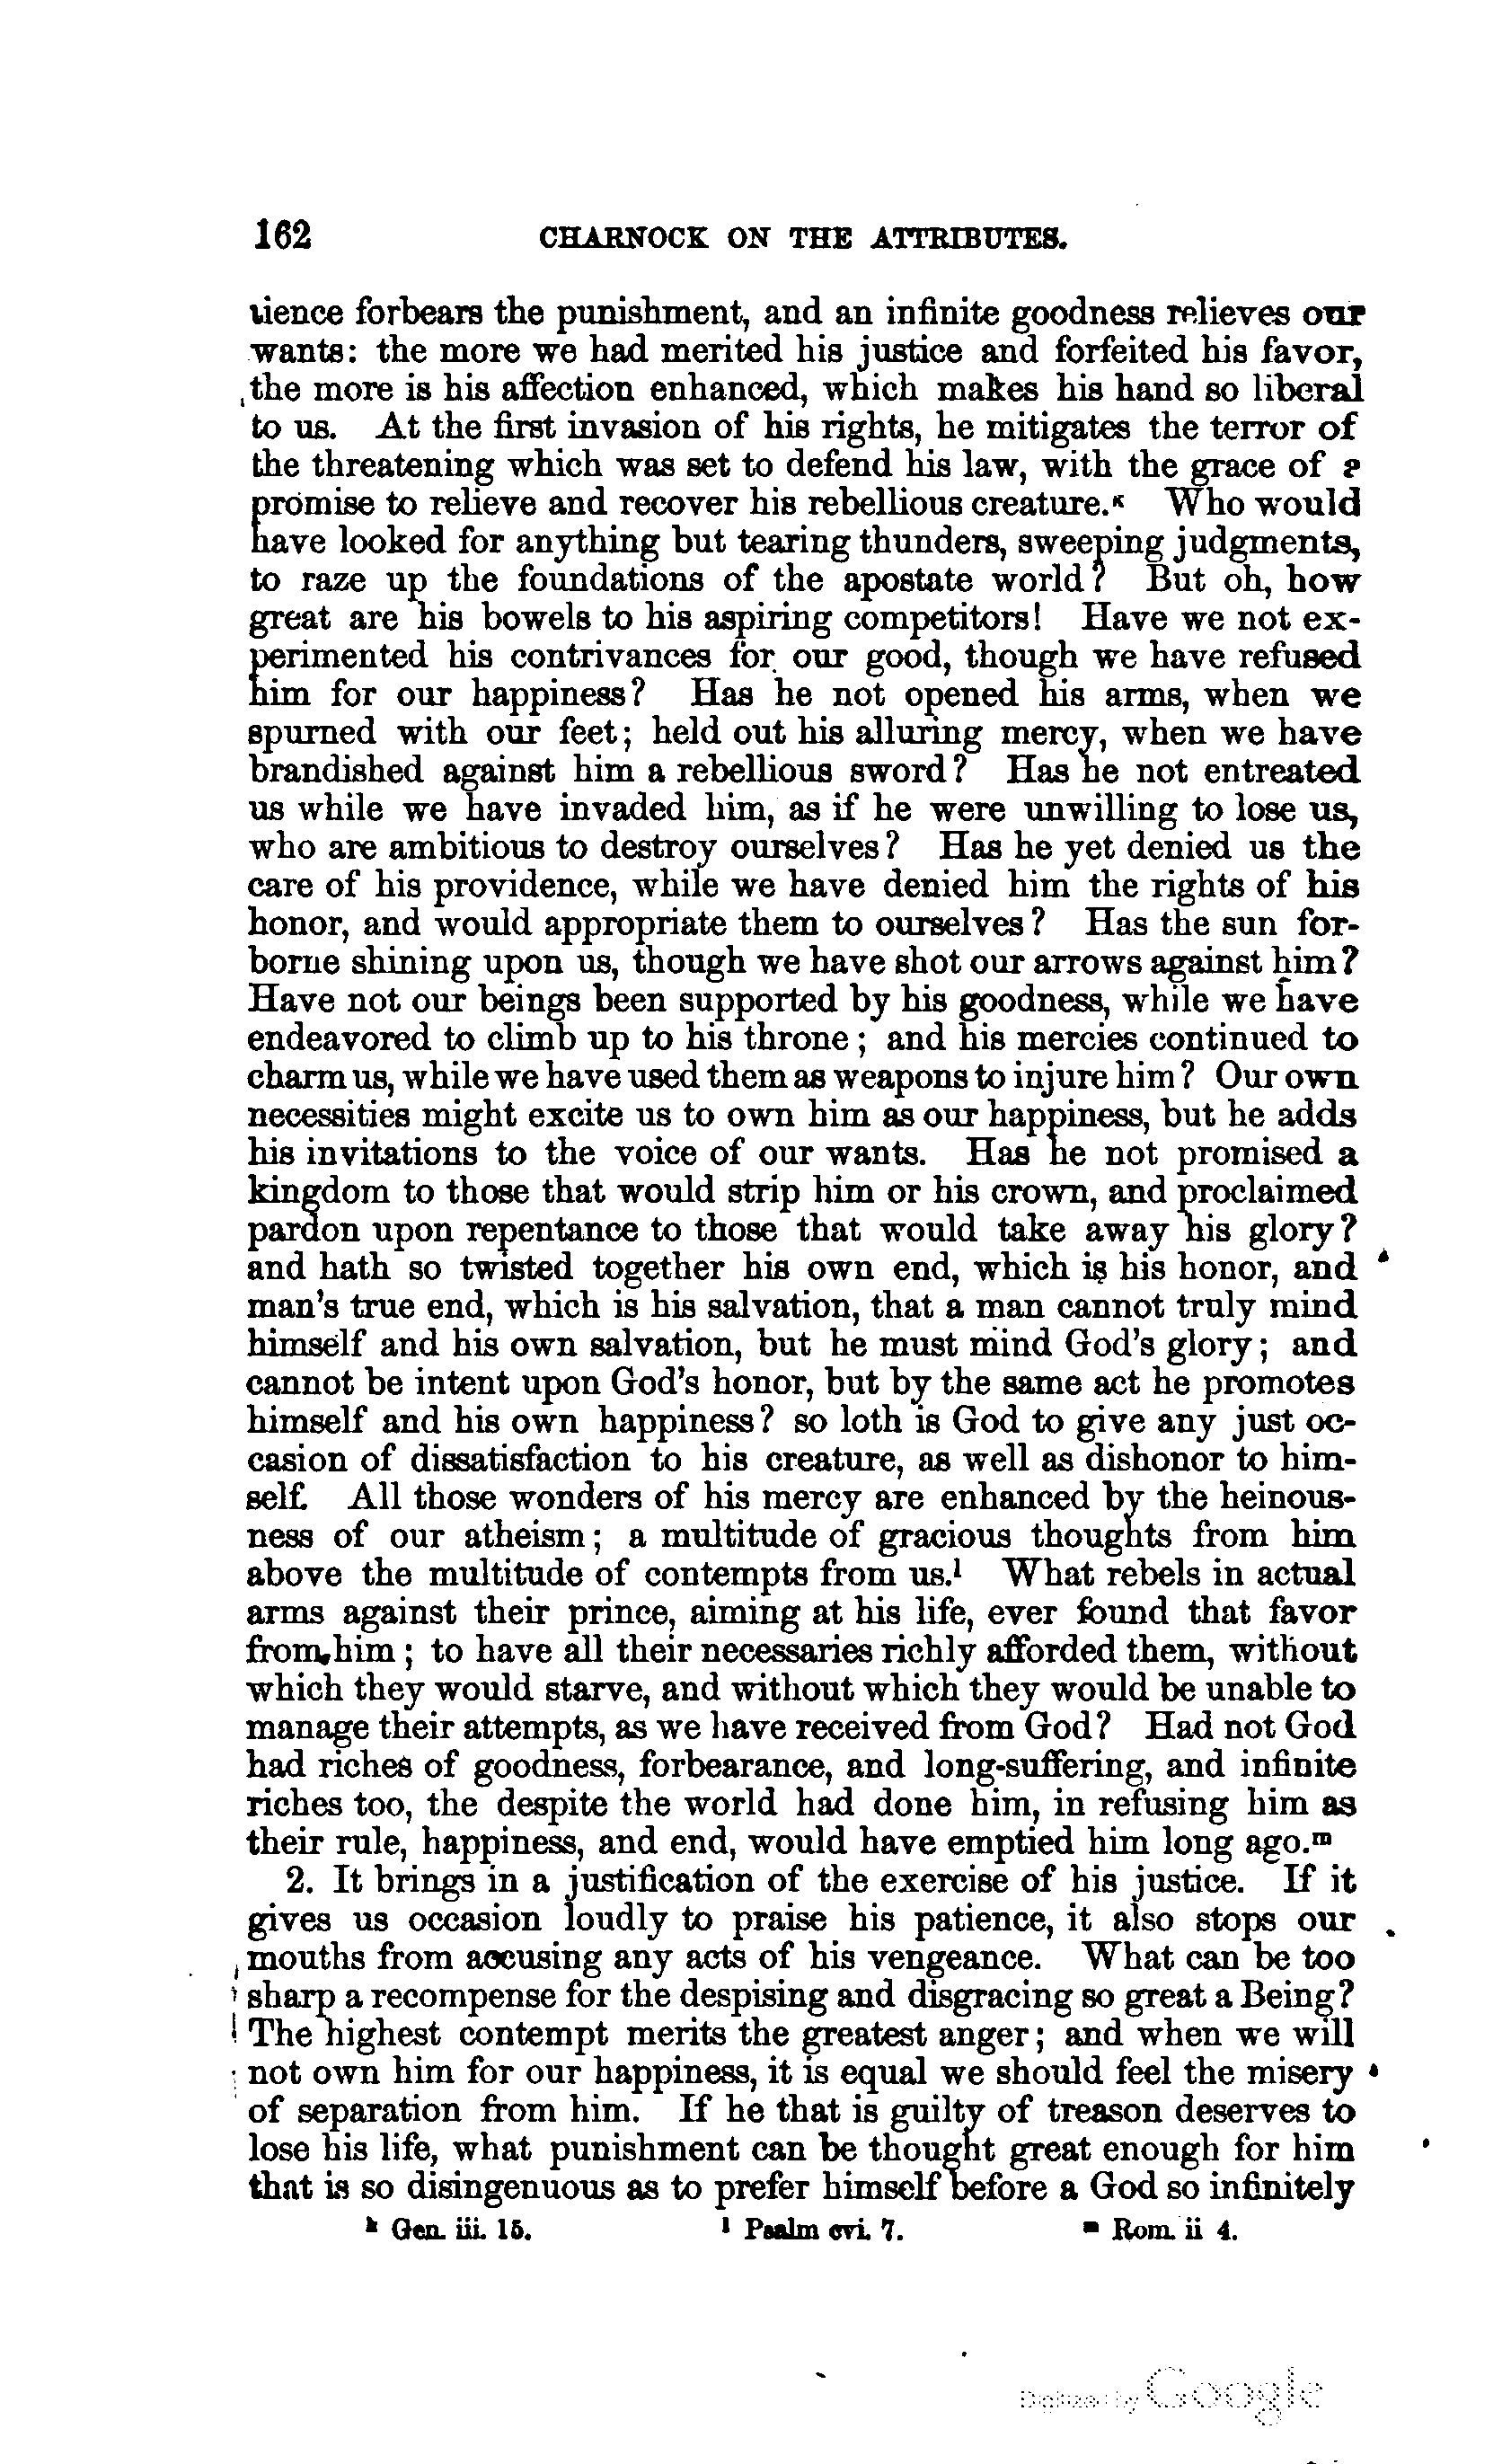 162 CHARNOCK ON THE ATTRIBUTES.
tience forbears the punishment, and an infinite goodness relieves our
wants: the more we had merited his justice and forfeited his favor,
the more is his affection enhanced, which makes his hand so liberal
to us. At the first invasion of his rights, he mitigates the terror of
the threatening which was set to defend his law, with the grace of a
promise to relieve and recover his rebellious creature.k Who would
have looked for anything but tearing thunders, sweeping judgments,
to raze up the foundations of the apostate world? But oh, how
great are his bowels to his aspiring competitors! Have we not ex-
perimented his contrivances for our good, though we have refused
him for our happiness? Has he not opened his arms, when we
spurned with our feet; held out his alluring mercy, when we have
brandished against him a rebellious sword? Has he not entreated
us while we have invaded him, as if he were unwilling to lose us,
who are ambitious to destroy ourselves? Has he yet denied us the
care of his providence, while we have denied him the rights of his
honor, and would appropriate them to ourselves? Has the sun for-
borne shining upon us, though we have shot our arrows against him?
Have not our beings been supported by his goodness, while we have
endeavored to climb up to his throne; and his mercies continued to
charm us, while we have used them as weapons to injure him? Our own
necessities might excite us to own him as our happiness, but he adds
his invitations to the voice of our wants. Has he not promised a
kingdom to those that would strip him or his crown, and proclaimed
pardon upon repentance to those that would take away his glory?
and hath so twisted together his own end, which is his honor, and
man's true end, which is his salvation, that a man cannot truly mind
himself and his own salvation, but he must mind God's glory; and
cannot be intent upon God's honor, but by the same act he promotes
himself and his own happiness? so loth is God to give any just oc-
casion of dissatisfaction to his creature, as well as dishonor to him-
self. All those wonders of his mercy are enhanced by the heinous-
ness of our atheism; a multitude of gracious thoughts from him
above the multitude of contempts from us.l What rebels in actual
arms against their prince, aiming at his life, ever found that favor
from him; to have all their necessaries richly afforded them, without
which they would starve, and without which they would be unable to
manage their attempts, as we have received from God? Had not God
had riches of goodness, forbearance, and long-suffering, and infinite
riches too, the despite the world had done him, in refusing him as
their rule, happiness, and end, would have emptied him long ago.m
2. It brings in a justification of the exercise of his justice. If it
gives us occasion loudly to praise his patience, it also stops our
mouths from accusing any acts of his vengeance. What can be too
sharp a recompense for the despising and disgracing so great a Being?
The highest contempt merits the greatest anger; and when we will
not own him for our happiness, it is equal we should feel the misery
of separation from him. If he that is guilty of treason deserves to
lose his life, what punishment can be thought great enough for him
that is so disingenuous as to prefer himself before a God so infinitely
k Gen. iii. 15. l Psalm cvi. 7. m Rom. ii 4.
Digitized by Google